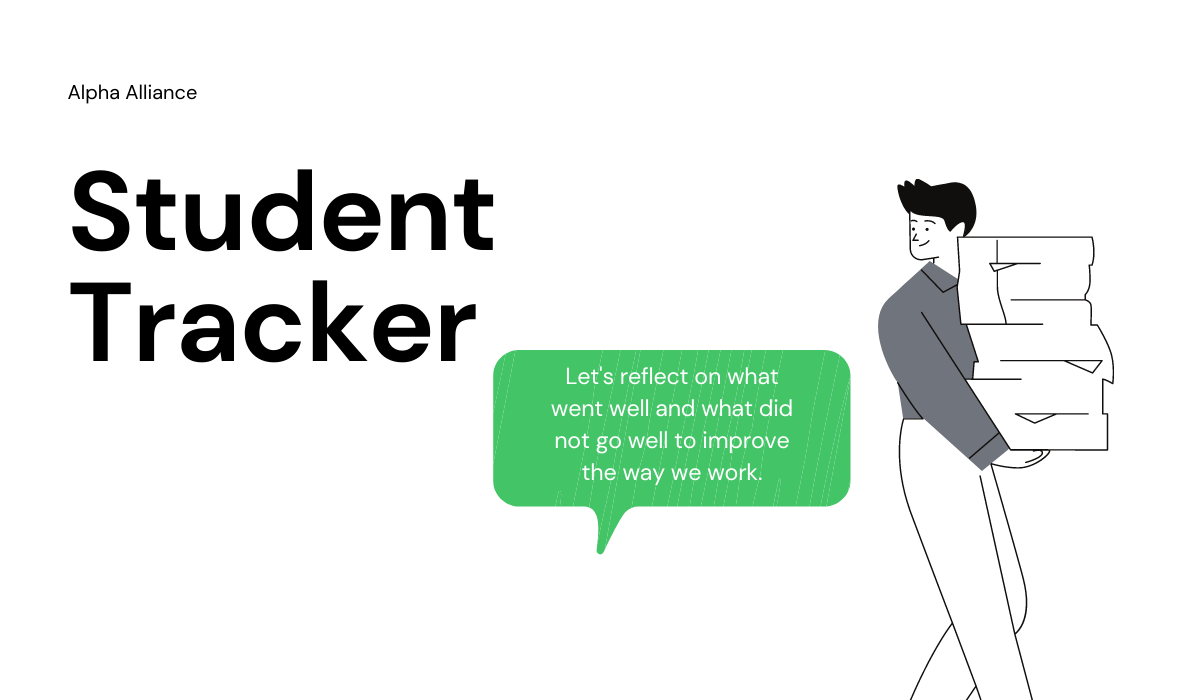 Alpha Alliance
Student
Tracker
Let's reflect on what
went well and what did
not go well to improve
the way we work.